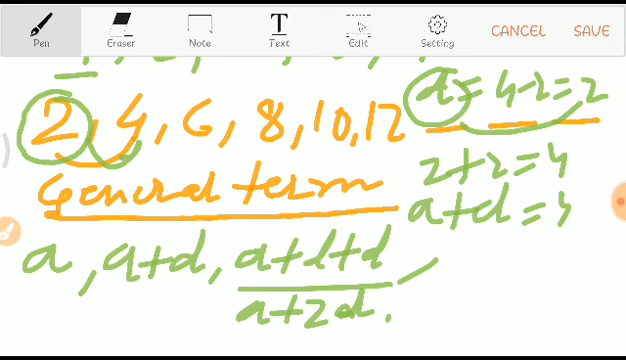 Pen Eraser Note Text Edit Setting CANCEL SAVE
2, 4, 6, 8, 10, 12
d = 4-2 = 2
2+2=4
General term
a+d =
a, a+d, a+d+d
a+2d.